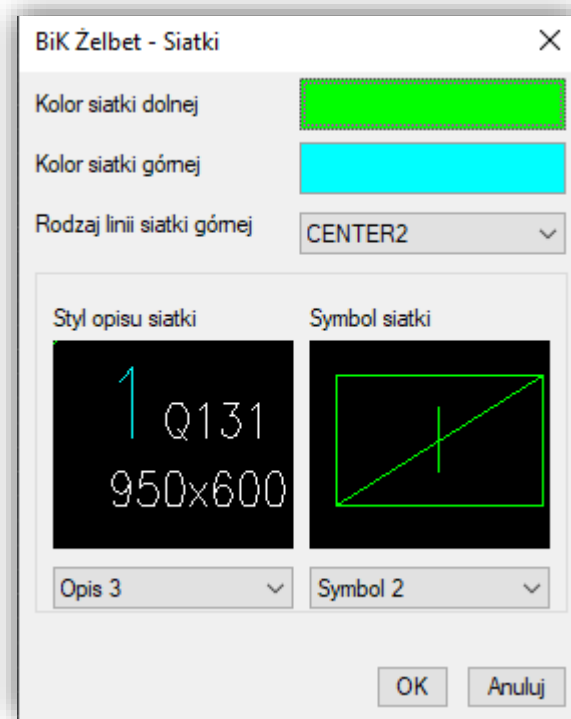 BiK Żelbet - Siatki
Kolor siatki dolnej
Kolor siatki górnej
Rodzaj linii siatki górnej CENTER2
Styl opisu siatki Symbol siatki
1 Q131
950x600
Opis 3 Symbol 2
OK Anuluj